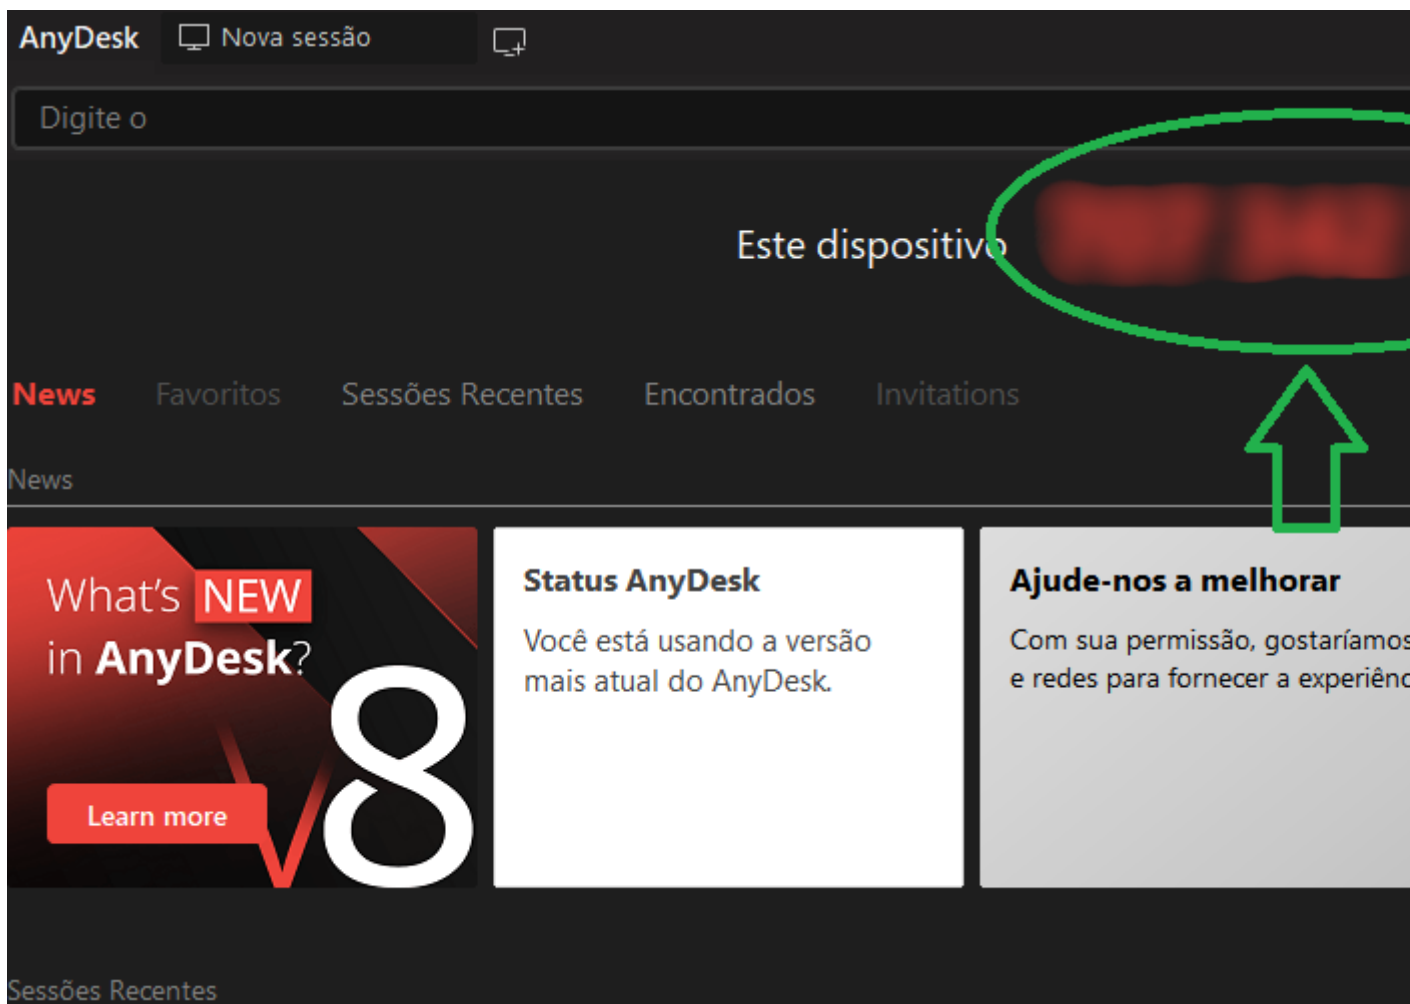 AnyDesk Nova sessão
Digite o
Este dispositivo
News Favoritos Sessões Recentes Encontrados Invitations
News
What's NEW
in AnyDesk?
V8
Learn more
Status AnyDesk
Você está usando a versão
mais atual do AnyDesk.
Ajude-nos a melhorar
Com sua permissão, gostaríamos
e redes para fornecer a
Sessões Recentes